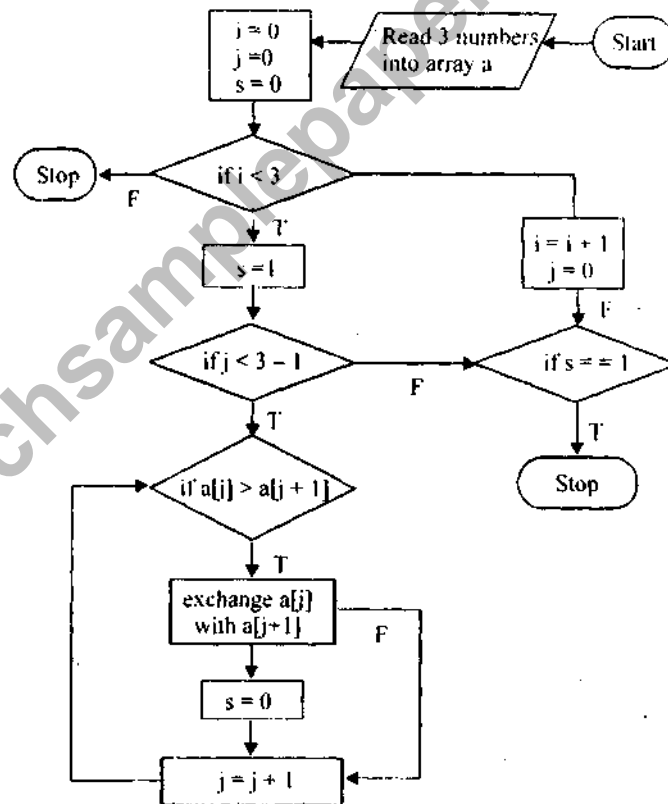 Start
Read 3 numbers
into array a
i = 0
j =0
s = 0
if i < 3
F
Stop
T
i = i + 1
j = 0
s = 1
F
if j < 3 – 1
F
if s = = 1
T
T
Stop
if a[j] > a[j + 1]
T
exchange a[j]
with a[j+1]
F
s = 0
j = j + 1
chsamplepaper